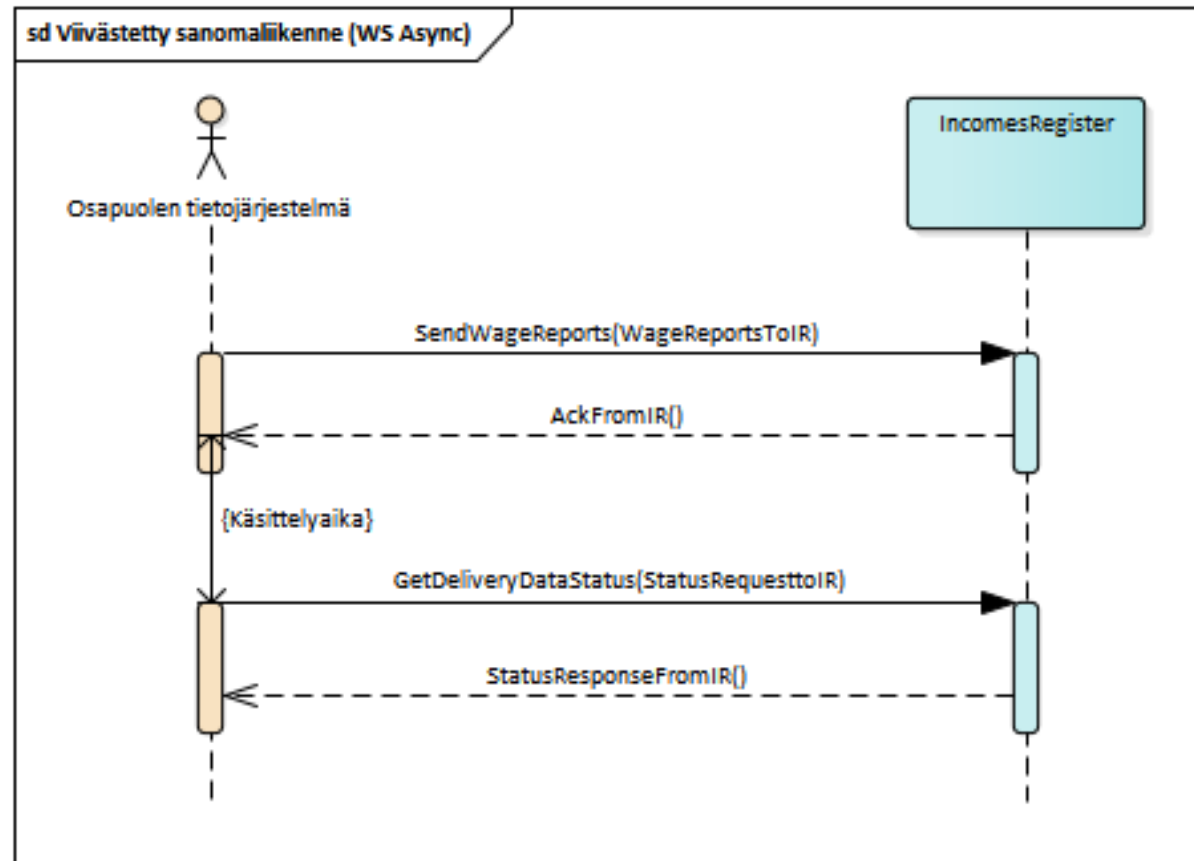 sd Viivästetty sanomaliikenne (WS Async)
IncomesRegister
Osapuolen tietojärjestelmä
SendWageReports(WageReportsToIR)
AckFromIR()
{Käsittelyaika}
GetDeliveryDataStatus(StatusRequesttoIR)
StatusResponseFromIR()